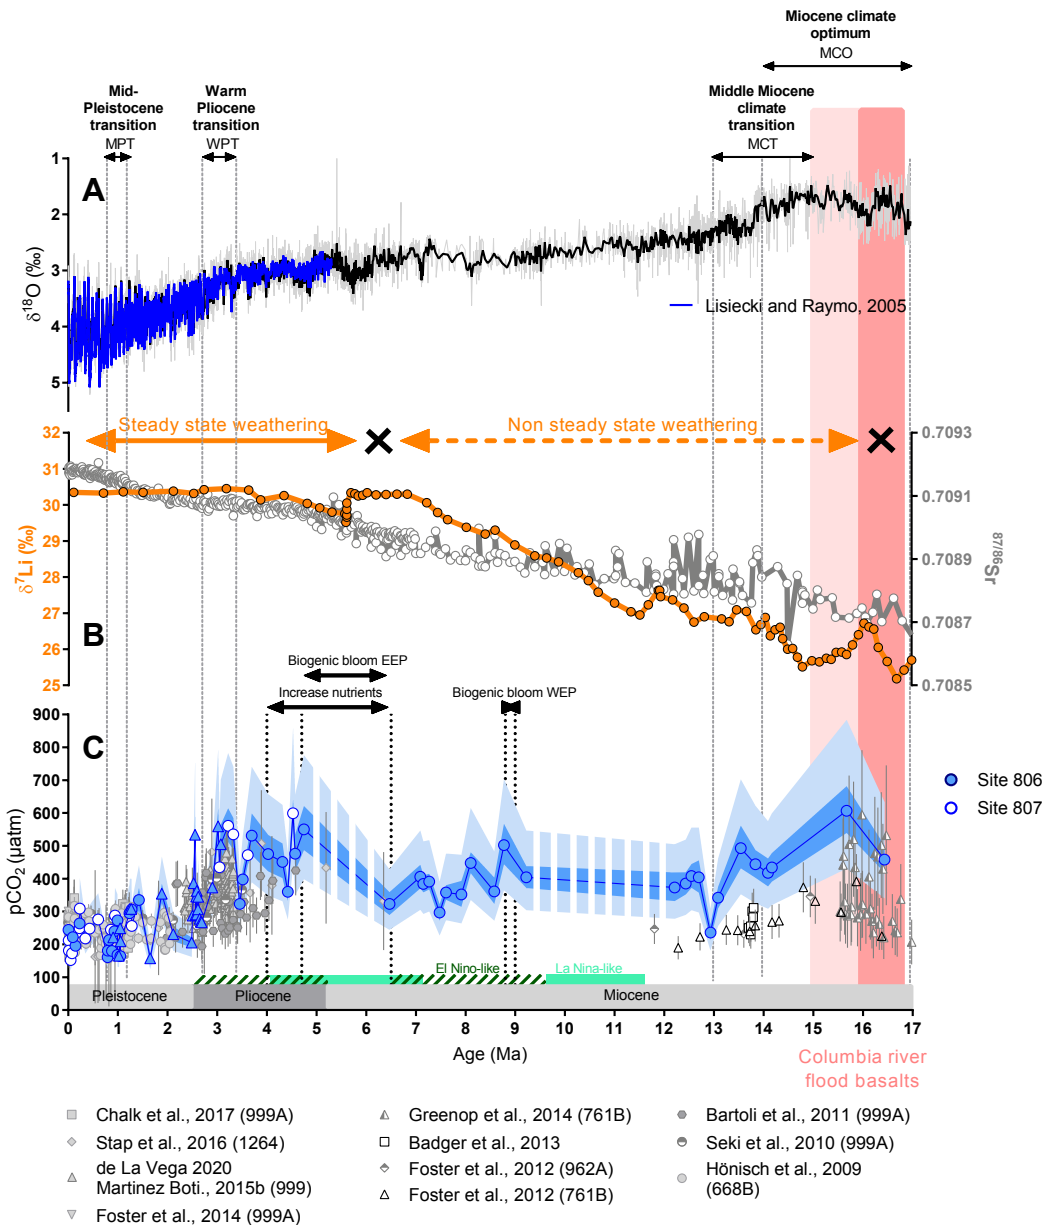 Miocene climate
optimum
MCO
Mid-
Pleistocene
transition
MPT
Warm
Pliocene
transition
WPT
Middle Miocene
climate
transition
MCT
A
1
2
3
4
5
δ18O (‰)
Lisiecki and Raymo, 2005
Steady state weathering
Non steady state weathering
32
31
30
29
28
27
26
25
δ7Li (‰)
0.7093
0.7091
0.7089
0.7087
0.7085
87/86Sr
B
Biogenic bloom EEP
Increase nutrients
Biogenic bloom WEP
C
900
800
700
600
500
400
300
200
100
0
pCO2 (µatm)
Site 806
Site 807
El Nino-like
La Nina-like
Pleistocene
Pliocene
Miocene
0 1 2 3 4 5 6 7 8 9 10 11 12 13 14 15 16 17
Age (Ma)
Columbia river
flood basalts
Chalk et al., 2017 (999A)
Stap et al., 2016 (1264)
de La Vega 2020
Martinez Boti., 2015b (999)
Foster et al., 2014 (999A)
Greenop et al., 2014 (761B)
Badger et al., 2013
Foster et al., 2012 (962A)
Foster et al., 2012 (761B)
Bartoli et al., 2011 (999A)
Seki et al., 2010 (999A)
Hönisch et al., 2009
(668B)